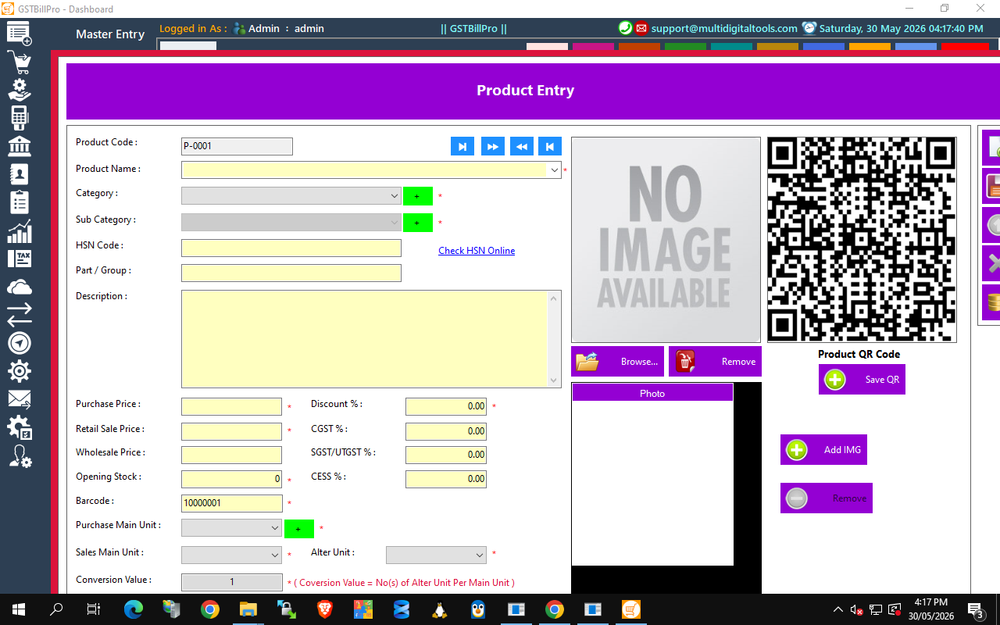 GSTBillPro - Dashboard
Master Entry
Logged in As : Admin : admin
|| GSTBillPro ||
support@multidigitaltools.com
Saturday, 30 May 2026 04:17:40 PM
Product Entry
Product Code :
P-0001
Product Name :
*
Category :
+
*
Sub Category :
+
*
HSN Code :
Check HSN Online
Part / Group :
Description :
NO
IMAGE
AVAILABLE
Browse...
Remove
Photo
Product QR Code
Save QR
Add IMG
Remove
Purchase Price :
*
Discount % :
0.00
*
Retail Sale Price :
*
CGST % :
0.00
Wholesale Price :
SGST/UTGST % :
0.00
Opening Stock :
0
*
CESS % :
0.00
Barcode :
10000001
*
Purchase Main Unit :
+
*
Sales Main Unit :
*
Alter Unit :
*
Conversion Value :
1
* ( Coversion Value = No(s) of Alter Unit Per Main Unit )
TAX
4:17 PM
30/05/2026
3